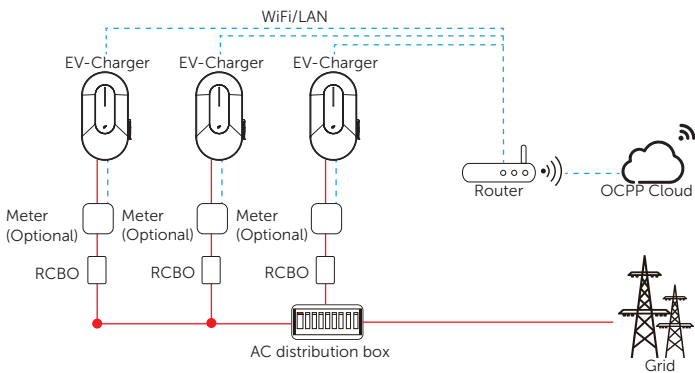 WiFi/LAN
EV-Charger
EV-Charger
EV-Charger
Router
OCPP Cloud
Meter
(Optional)
Meter
(Optional)
Meter
(Optional)
RCBO
RCBO
RCBO
AC distribution box
Grid